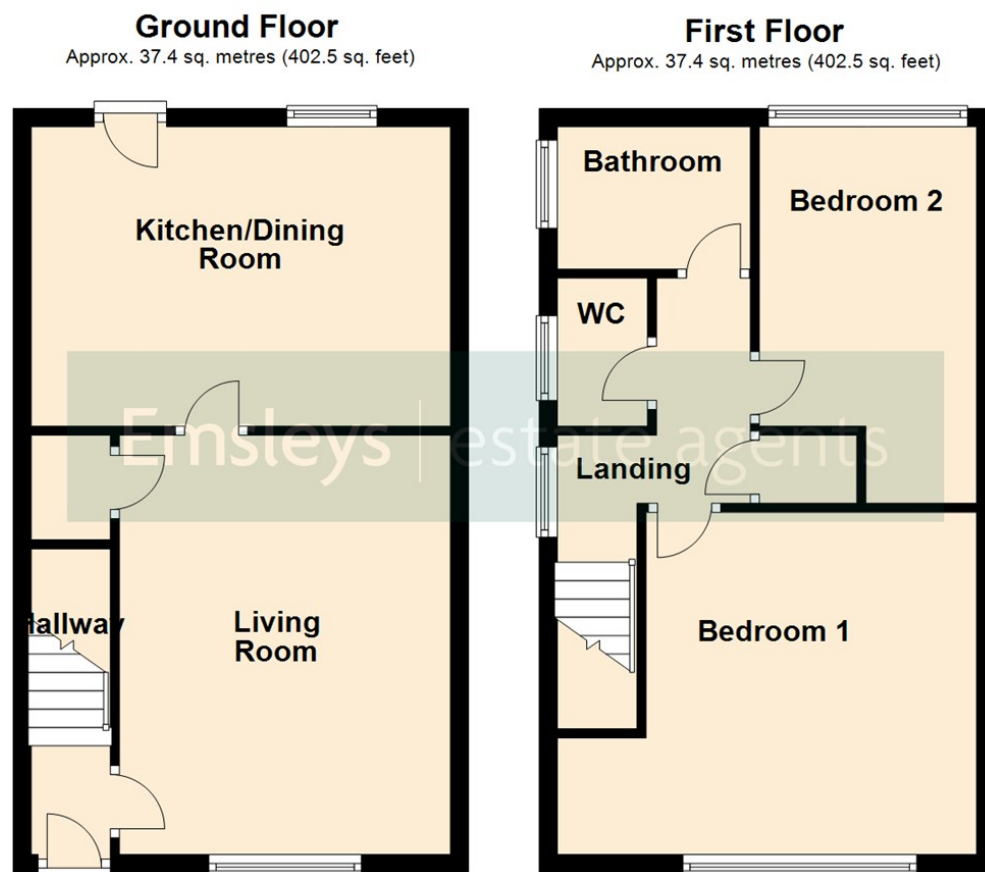 Ground Floor
Approx. 37.4 sq. metres (402.5 sq. feet)
Kitchen/Dining
Room
Hallway
Living
Room
First Floor
Approx. 37.4 sq. metres (402.5 sq. feet)
Bathroom
Bedroom 2
WC
Landing
Bedroom 1
Emsleys | estate agents